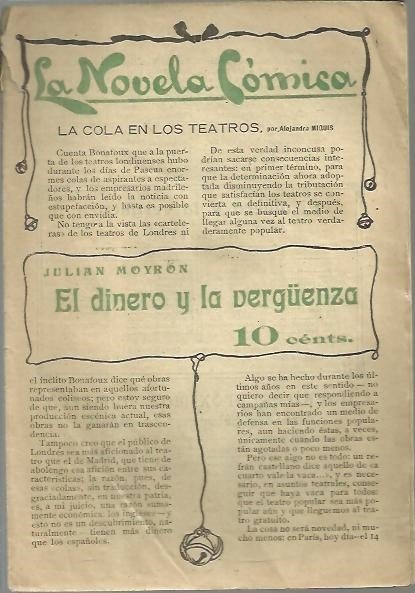 La Novela Cómica
LA COLA EN LOS TEATROS, por Alejandro MIQUIS
Cuenta Bonafoux que a la puer-
ta de los teatros londinenses hubo
durante los días de Pascua enor-
mes colas de aspirantes a especta-
dores, y los empresarios madrile-
ños habrán leído la noticia con
estupefacción, y hasta es posible
que con envidia.
No tengo a la vista las «cartele-
ras» de los teatros de Londres ni
De esta verdad inconcusa po-
drían sacarse consecuencias inte-
resantes: en primer término, para
que la determinación ahora adop-
tada disminuyendo la tributación
que satisfacían los teatros se con-
vierta en definitiva, y después,
para que se busque el medio de
llegar alguna vez al teatro verda-
deramente popular.
JULIAN MOYRÓN
El dinero y la vergüenza
10 cénts.
el ínclito Bonafoux dice qué obras
representaban en aquellos afortu-
nados coliseos; pero estoy seguro
de que, aun siendo buena nuestra
producción escénica actual, esas
obras no la ganarán en trascen-
dencia.
Tampoco creo que el público de
Londres sea más aficionado al tea-
tro que el de Madrid, que tiene de
abolengo esa afición entre sus ca-
racterísticas; la razón, pues, de
esas «colas», sin traducción, des-
graciadamente, en nuestra patria,
es, a mi juicio, una razón suma-
mente económica: los ingleses—y
esto no es un descubrimiento, na-
turalmente—tienen más dinero
que los españoles.
Algo se ha hecho durante los úl-
timos años en este sentido—no
quiero decir que respondiendo a
campañas mías—, y los empresa-
rios han encontrado un medio de
defensa en las funciones popula-
res, aun haciendo éstas, a veces,
únicamente cuando las obras es-
tán agotadas o poco menos.
Pero ese algo no es todo: un re-
frán castellano dice aquello de «a
cuarto vale la vaca...», y es nece-
sario, en asuntos teatrales, conse-
guir que haya vaca para todos:
que el teatro popular sea más po-
pular aún y que lleguemos al tea-
tro gratuito.
La cosa no será novedad, ni mu-
cho menos: en París, hoy día—el 14